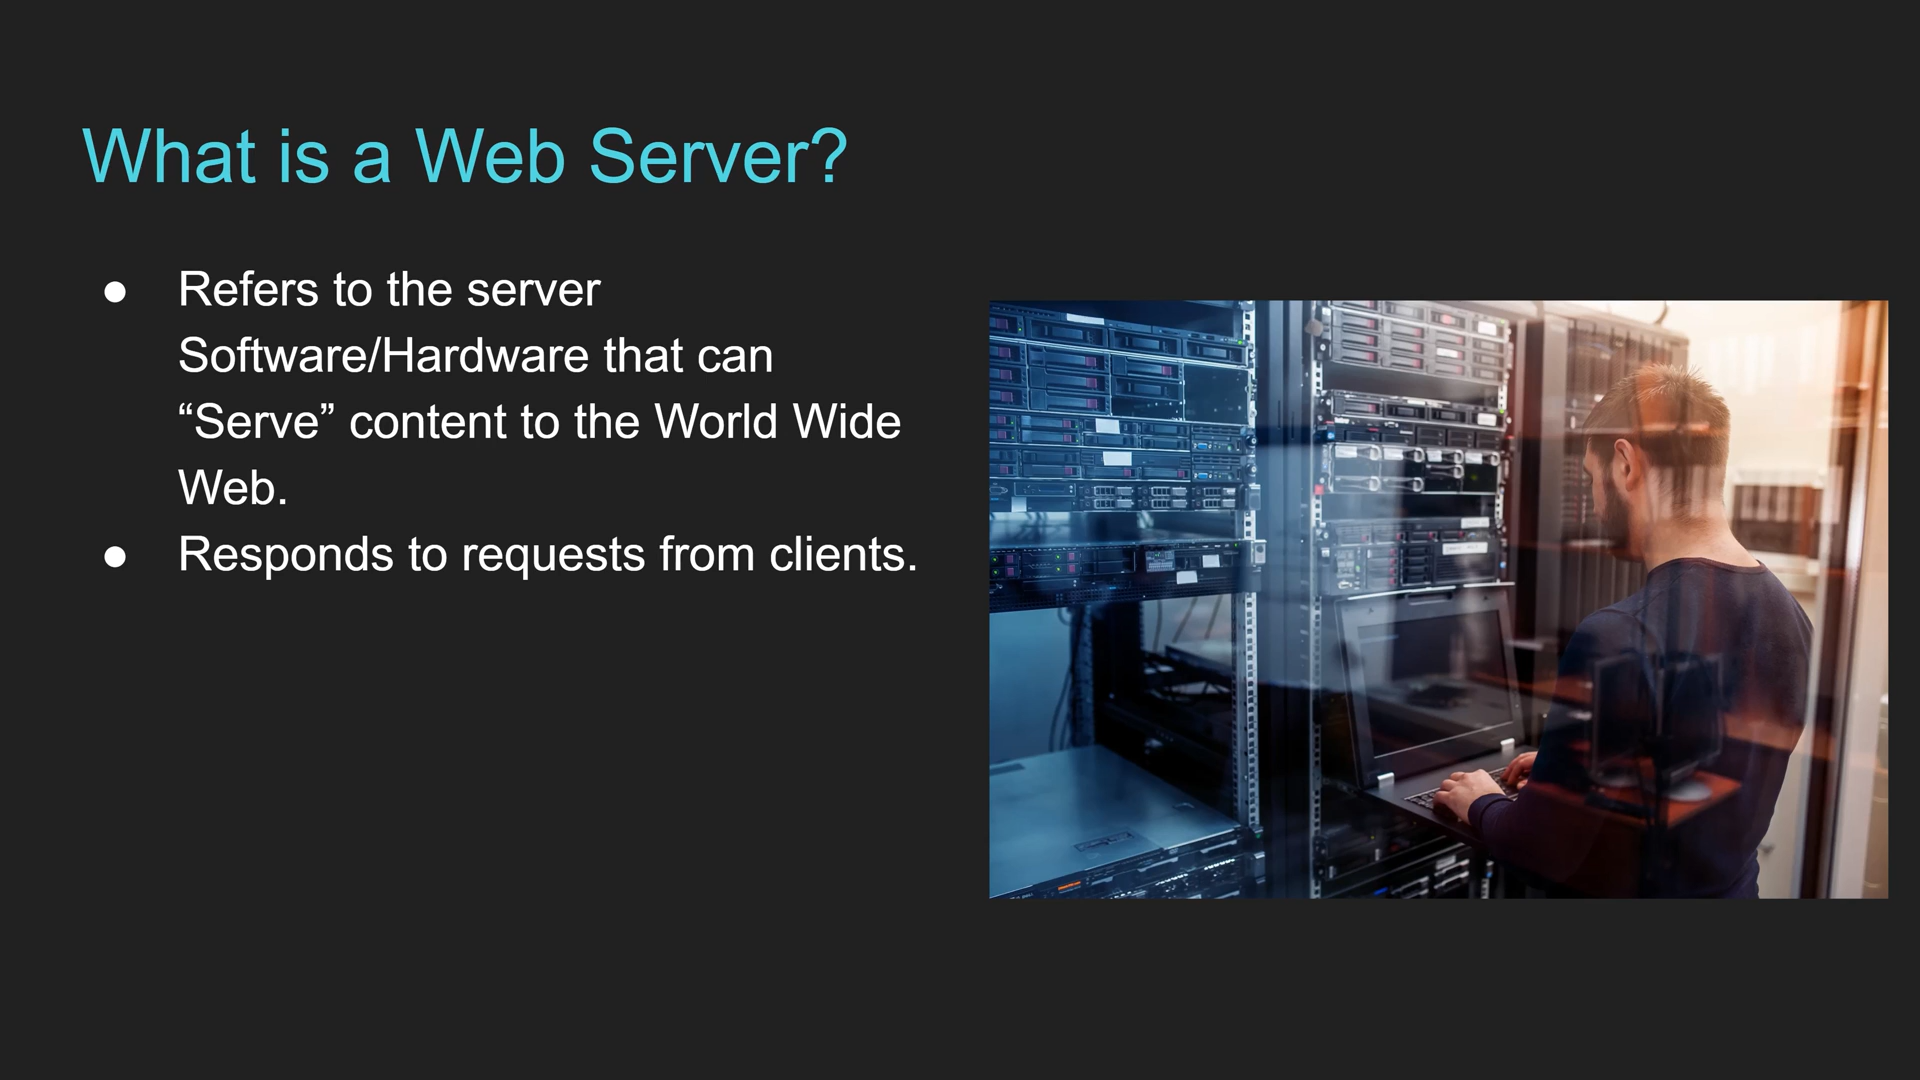 What is a Web Server?
● Refers to the server
Software/Hardware that can
“Serve” content to the World Wide
Web.
● Responds to requests from clients.